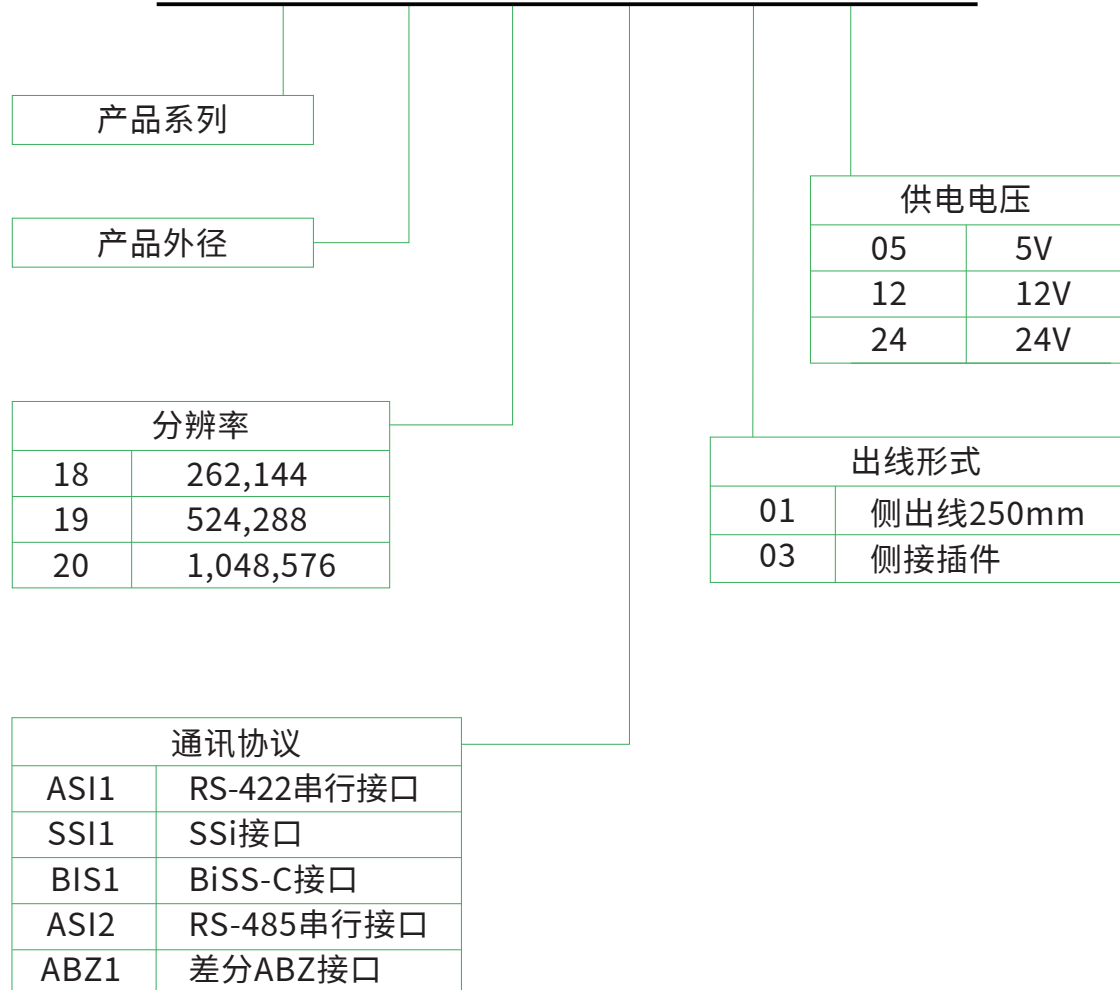 产品系列
产品外径
供电电压
05 5V
12 12V
24 24V
分辨率
18 262,144
19 524,288
20 1,048,576
出线形式
01 侧出线250mm
03 侧接插件
通讯协议
ASI1 RS-422串行接口
SSI1 SSi接口
BIS1 BiSS-C接口
ASI2 RS-485串行接口
ABZ1 差分ABZ接口